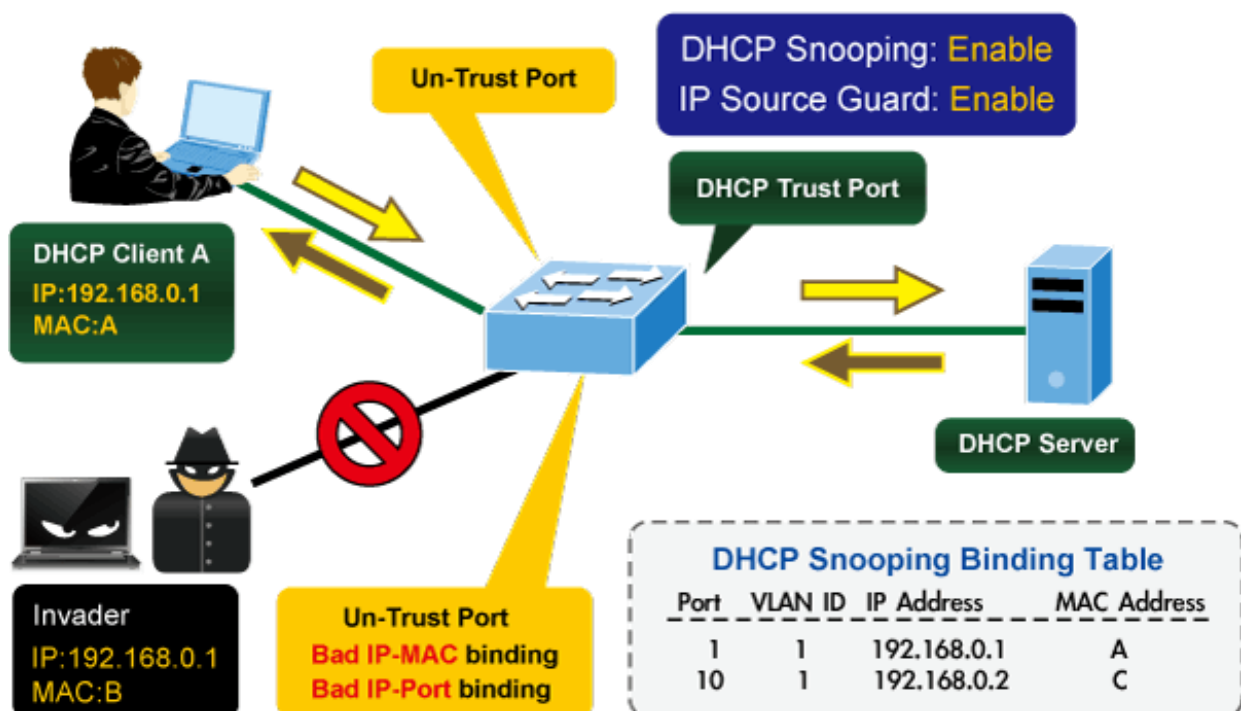 Un-Trust Port
DHCP Snooping: Enable
IP Source Guard: Enable
DHCP Trust Port
DHCP Client A
IP:192.168.0.1
MAC:A
DHCP Server
Invader
IP:192.168.0.1
MAC:B
Un-Trust Port
Bad IP-MAC binding
Bad IP-Port binding
DHCP Snooping Binding Table
Port VLAN ID IP Address MAC Address
1 1 192.168.0.1 A
10 1 192.168.0.2 C